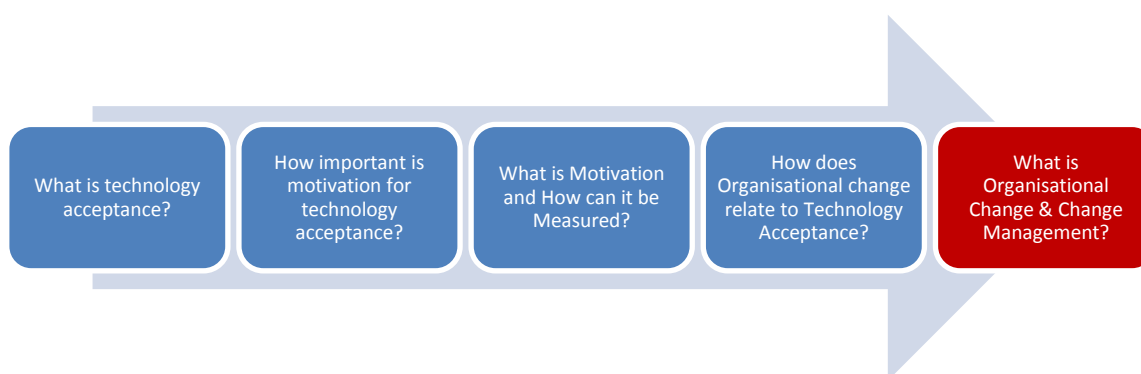 What is technology
acceptance?
How important is
motivation for
technology
acceptance?
What is Motivation
and How can it be
Measured?
How does
Organisational change
relate to Technology
Acceptance?
What is
Organisational
Change & Change
Management?